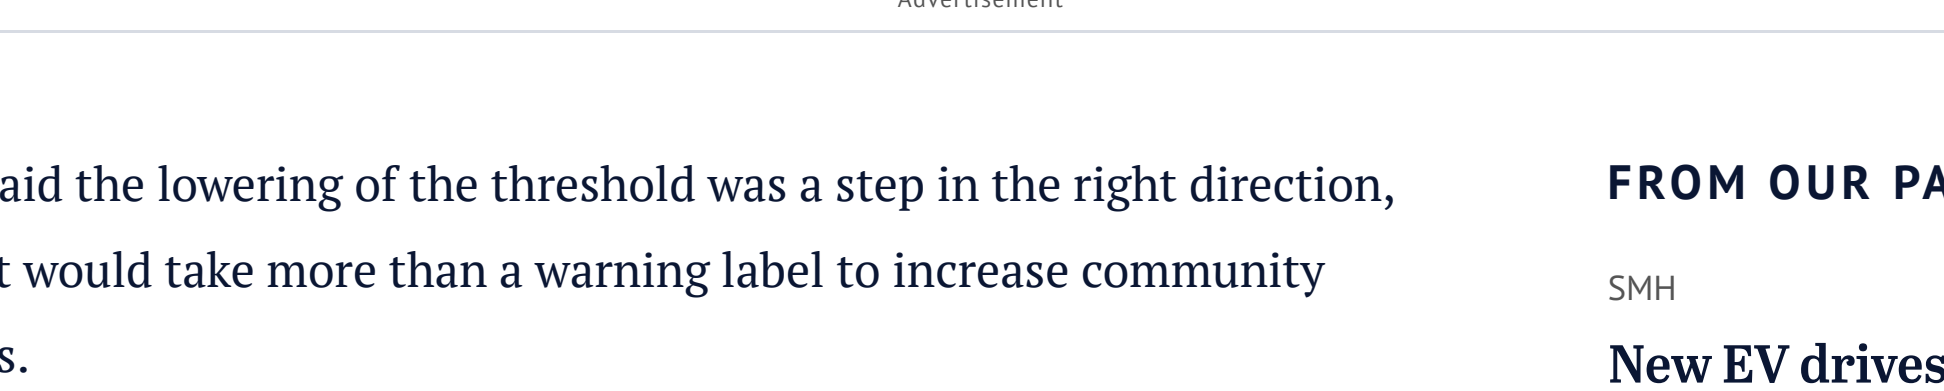 Advertisement
aid the lowering of the threshold was a step in the right direction,
t would take more than a warning label to increase community
s.
FROM OUR PA
SMH
New EV drives